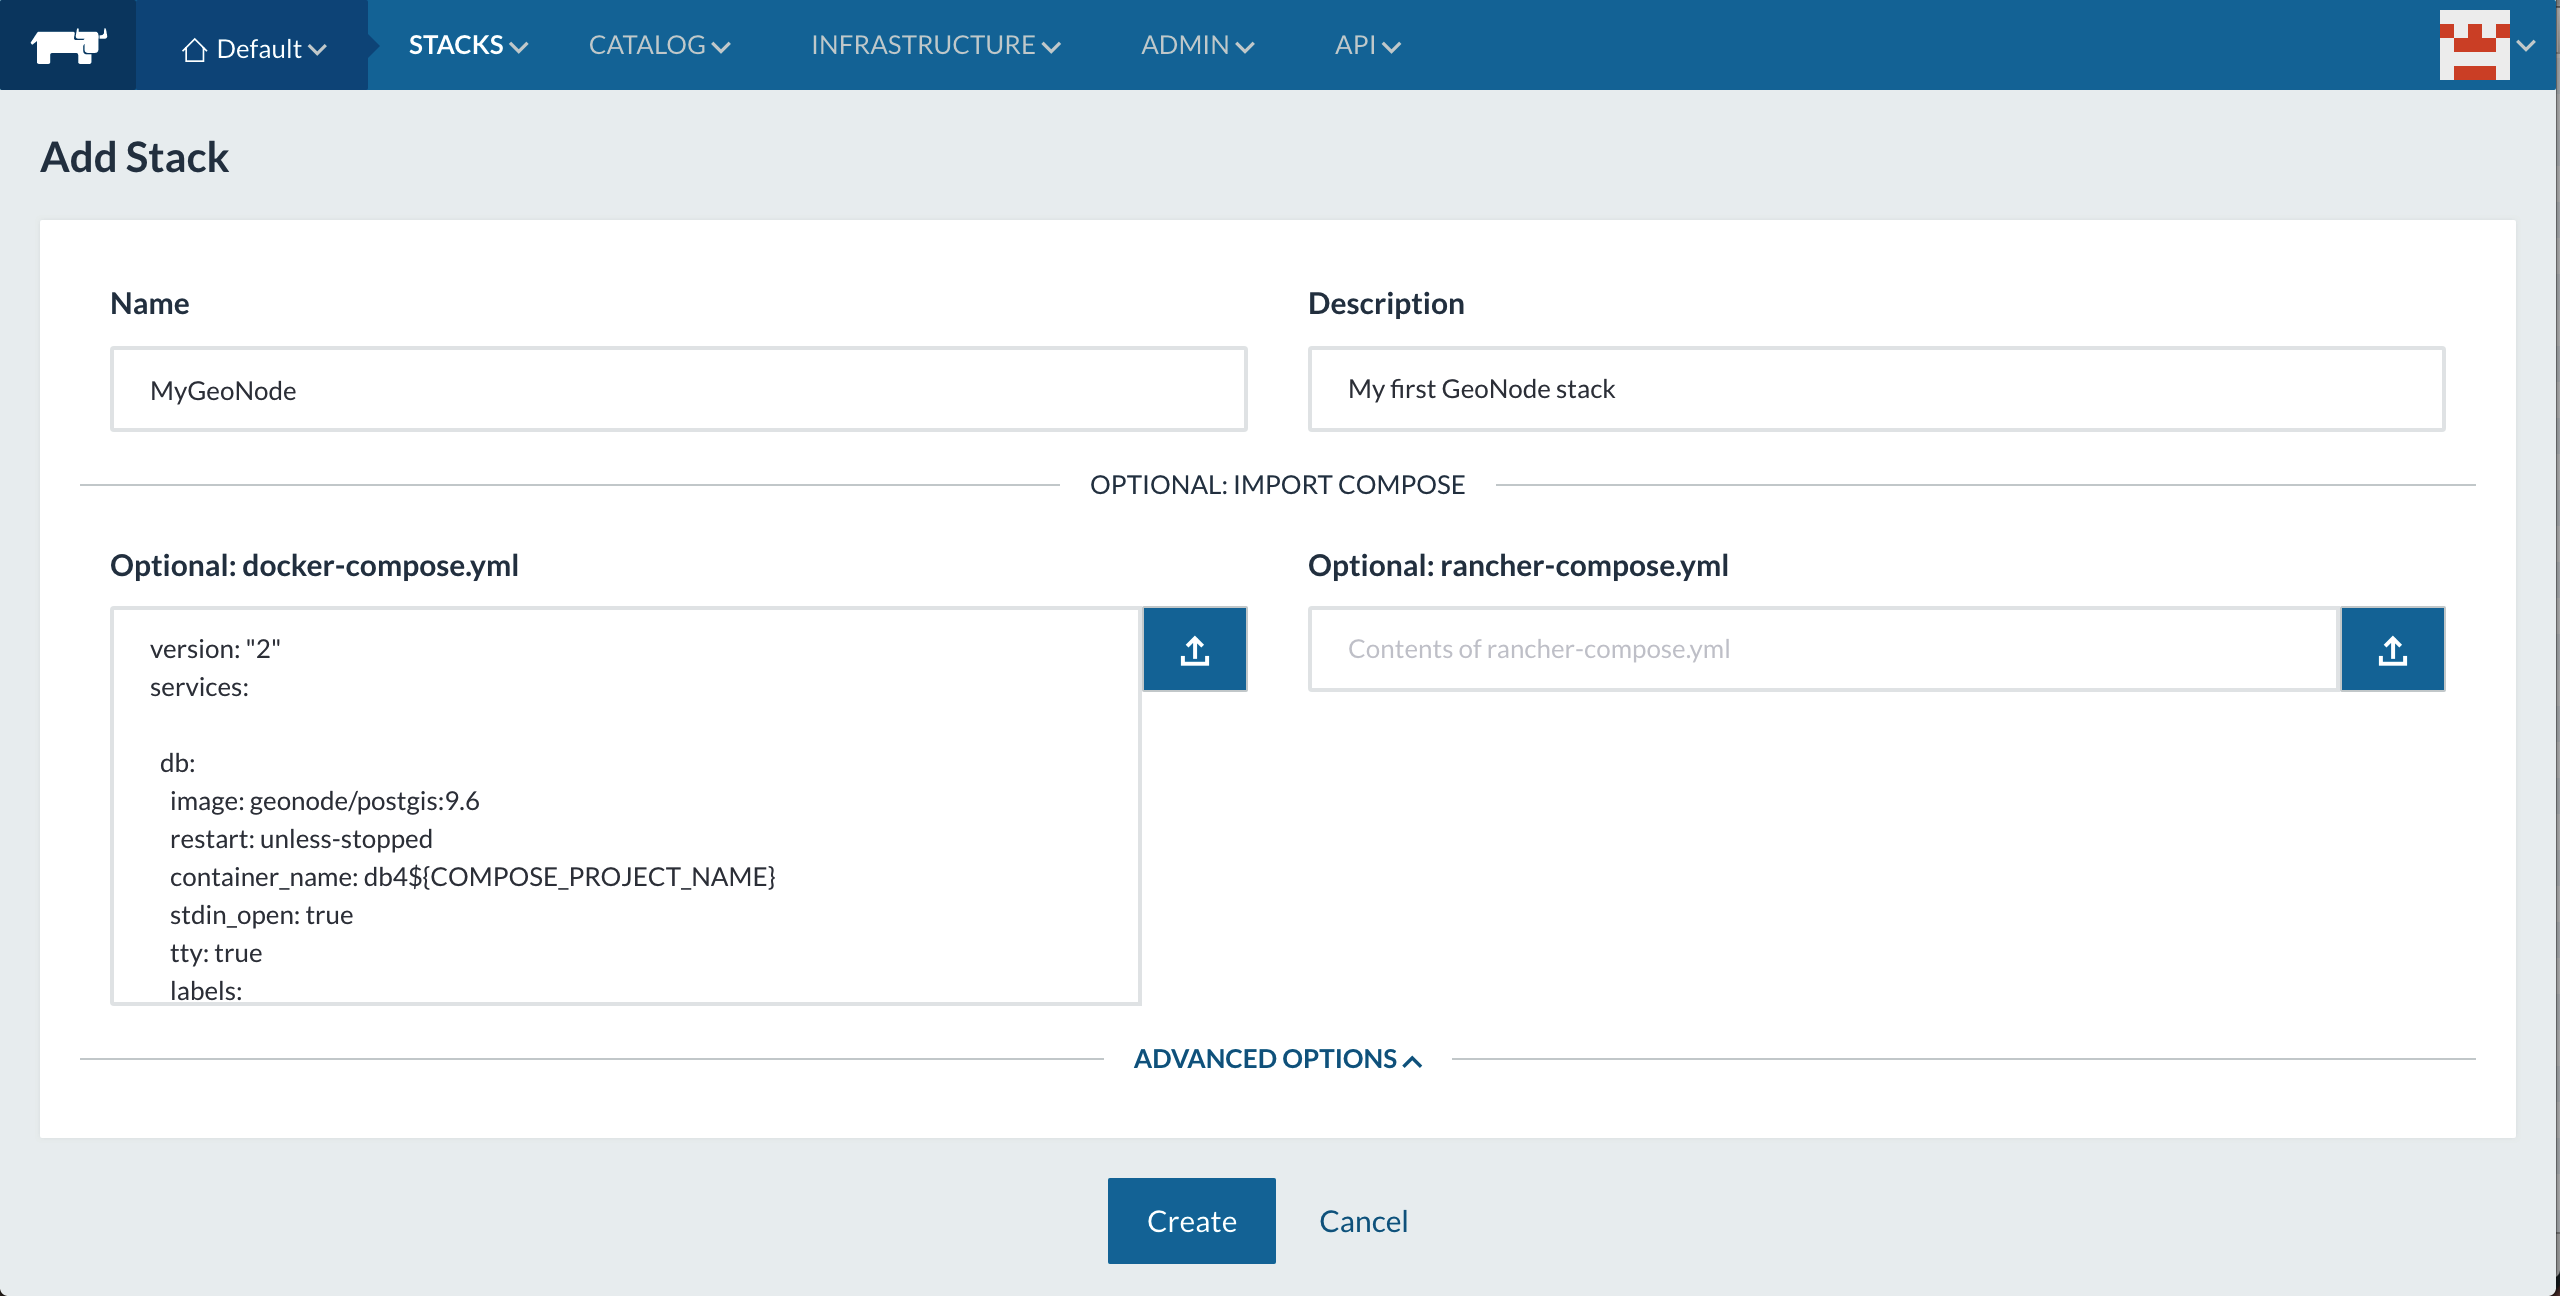 Default STACKS CATALOG INFRASTRUCTURE ADMIN API
Add Stack
Name
Description
MyGeoNode
My first GeoNode stack
OPTIONAL: IMPORT COMPOSE
Optional: docker-compose.yml
Optional: rancher-compose.yml
version: "2"
services:
db:
image: geonode/postgis:9.6
restart: unless-stopped
container_name: db4${COMPOSE_PROJECT_NAME}
stdin_open: true
tty: true
labels:
Contents of rancher-compose.yml
ADVANCED OPTIONS
Create Cancel